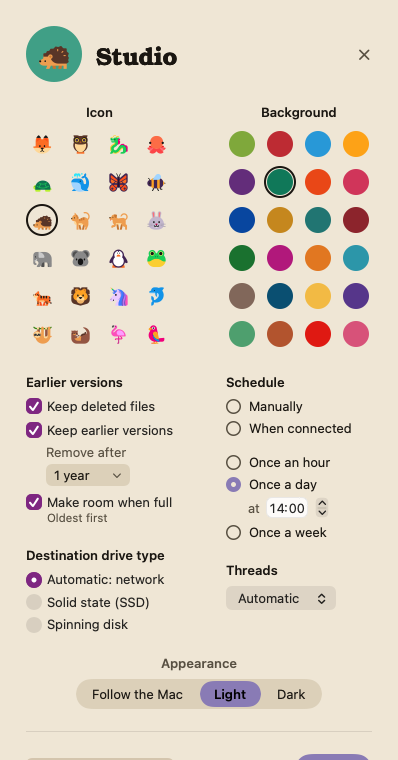 Studio
Icon
Background
Earlier versions
Keep deleted files
Keep earlier versions
Remove after
1 year
Make room when full
Oldest first
Destination drive type
Automatic: network
Solid state (SSD)
Spinning disk
Schedule
Manually
When connected
Once an hour
Once a day
at 14:00
Once a week
Threads
Automatic
Appearance
Follow the Mac Light Dark